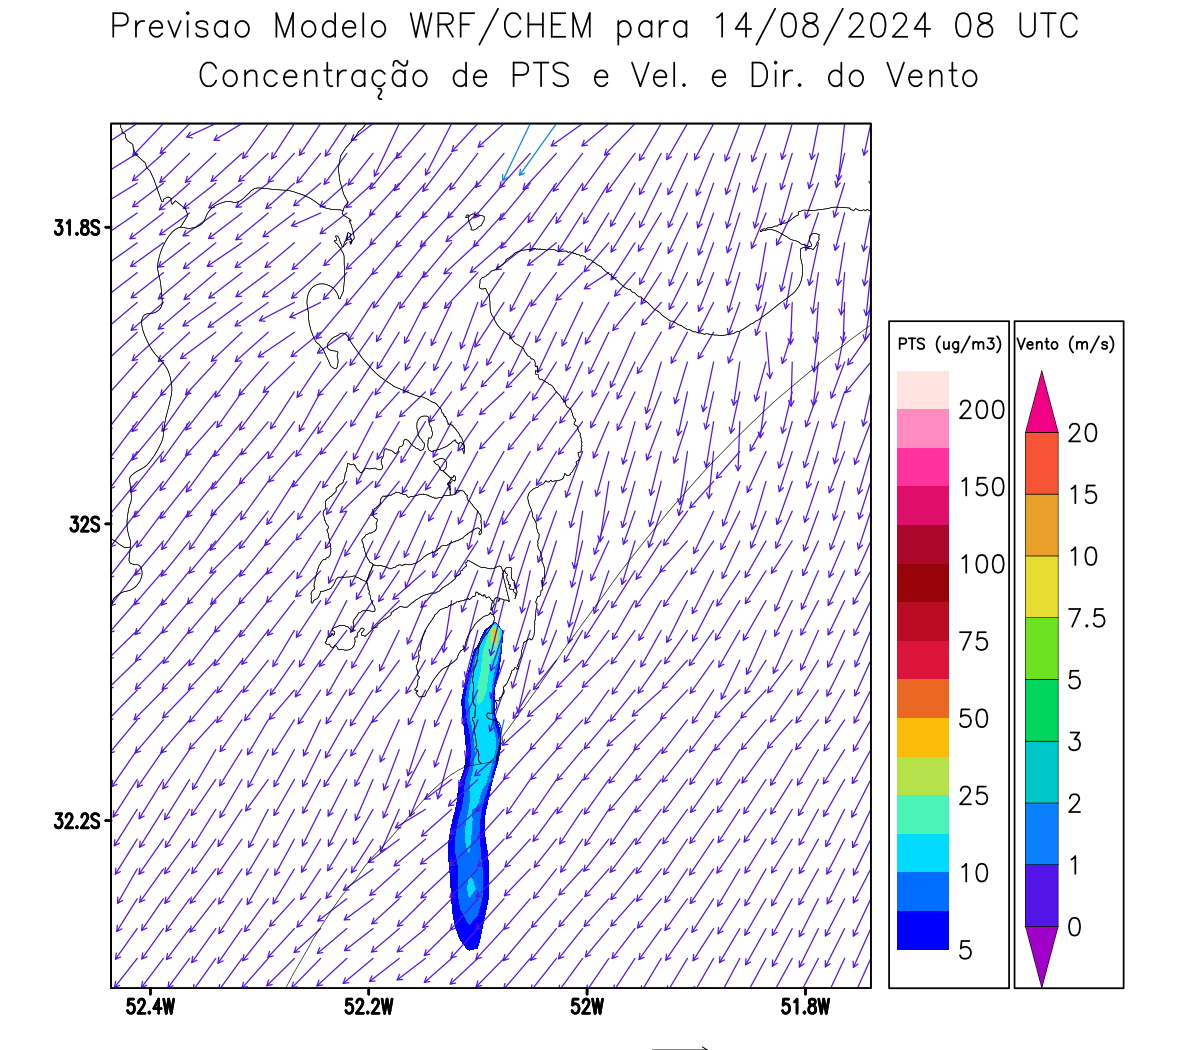 Previsao Modelo WRF/CHEM para 14/08/2024 08 UTC
Concentração de PTS e Vel. e Dir. do Vento
31.8S
32S
32.2S
52.4W 52.2W 52W 51.8W
PTS (ug/m3)
200
150
100
75
50
25
10
5
Vento (m/s)
20
15
10
7.5
5
3
2
1
0